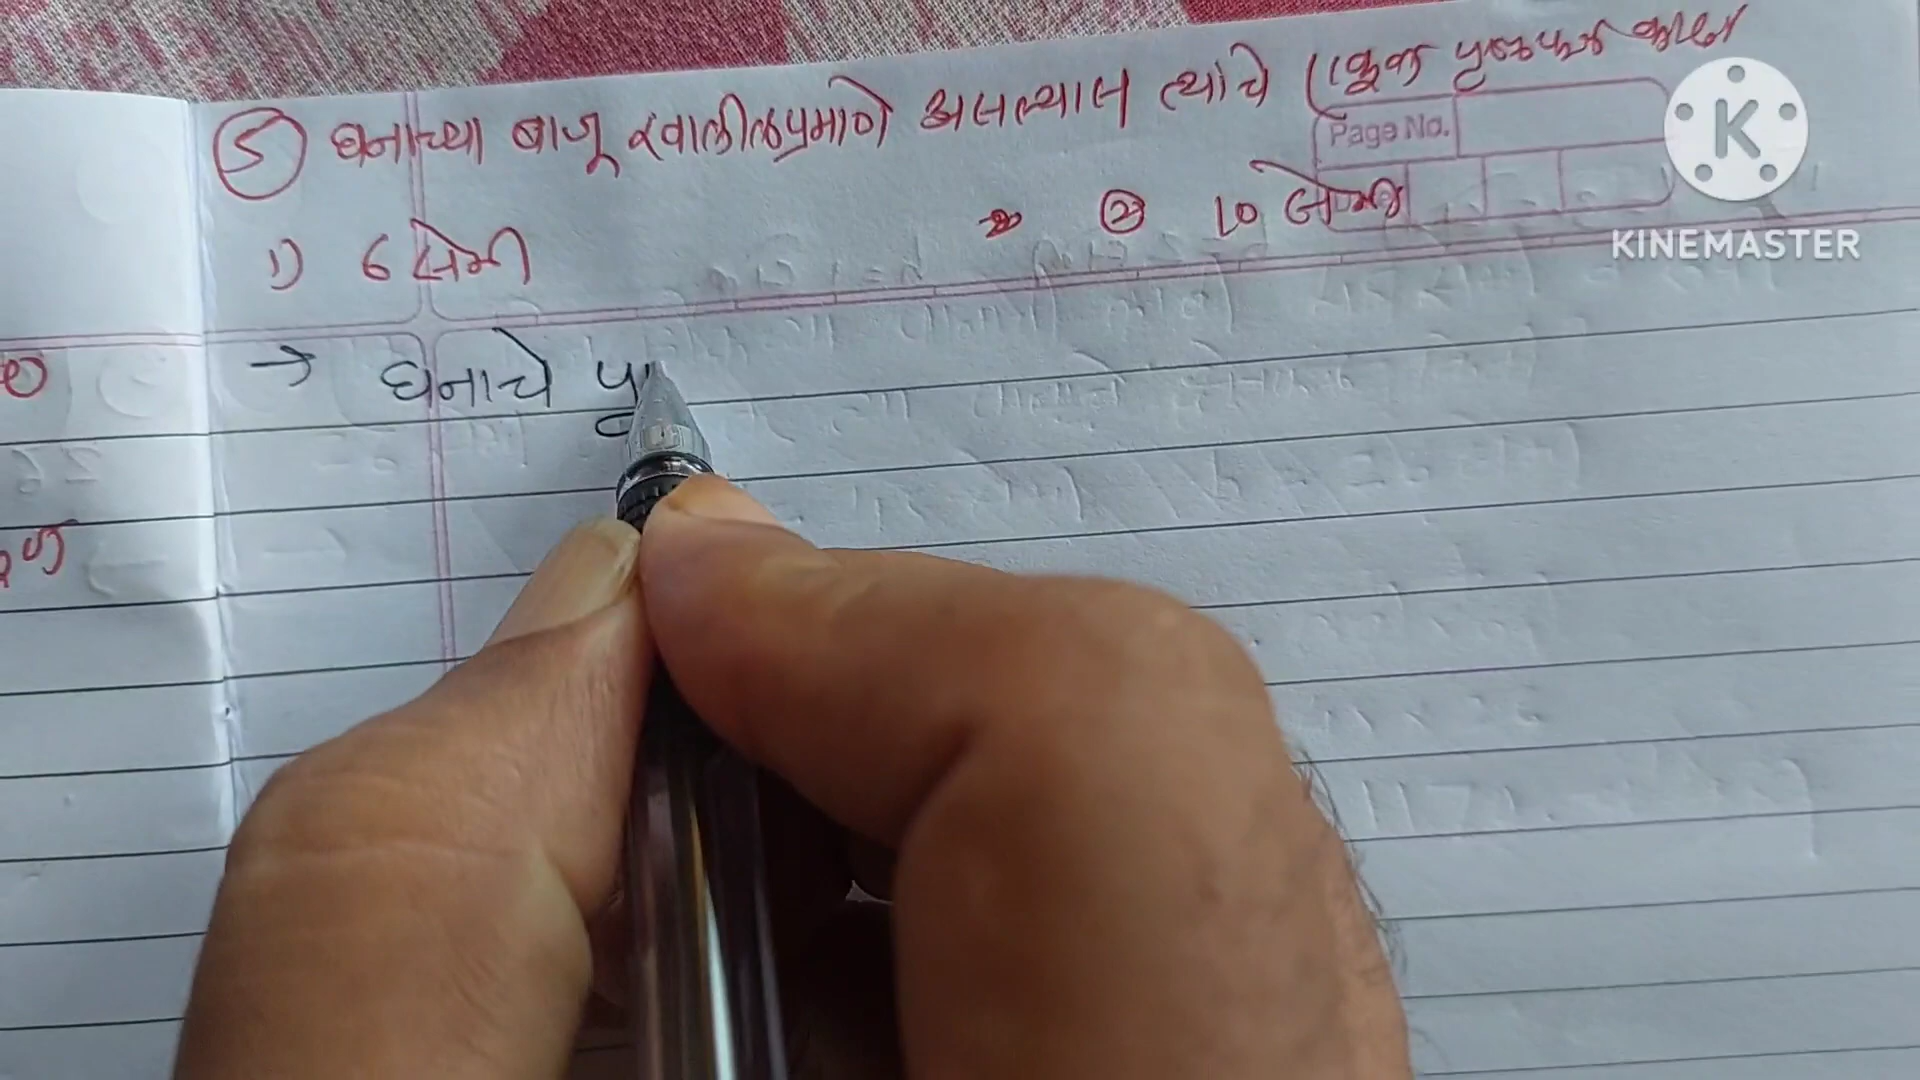 5 घनाच्या बाजू खालीलप्रमाणे असल्यास त्यांचे एकूण पृष्ठफळ काढा
Page No.
1) 6 सेमी ② 10 सेमी
K
KINEMASTER
→ घनाचे पृ